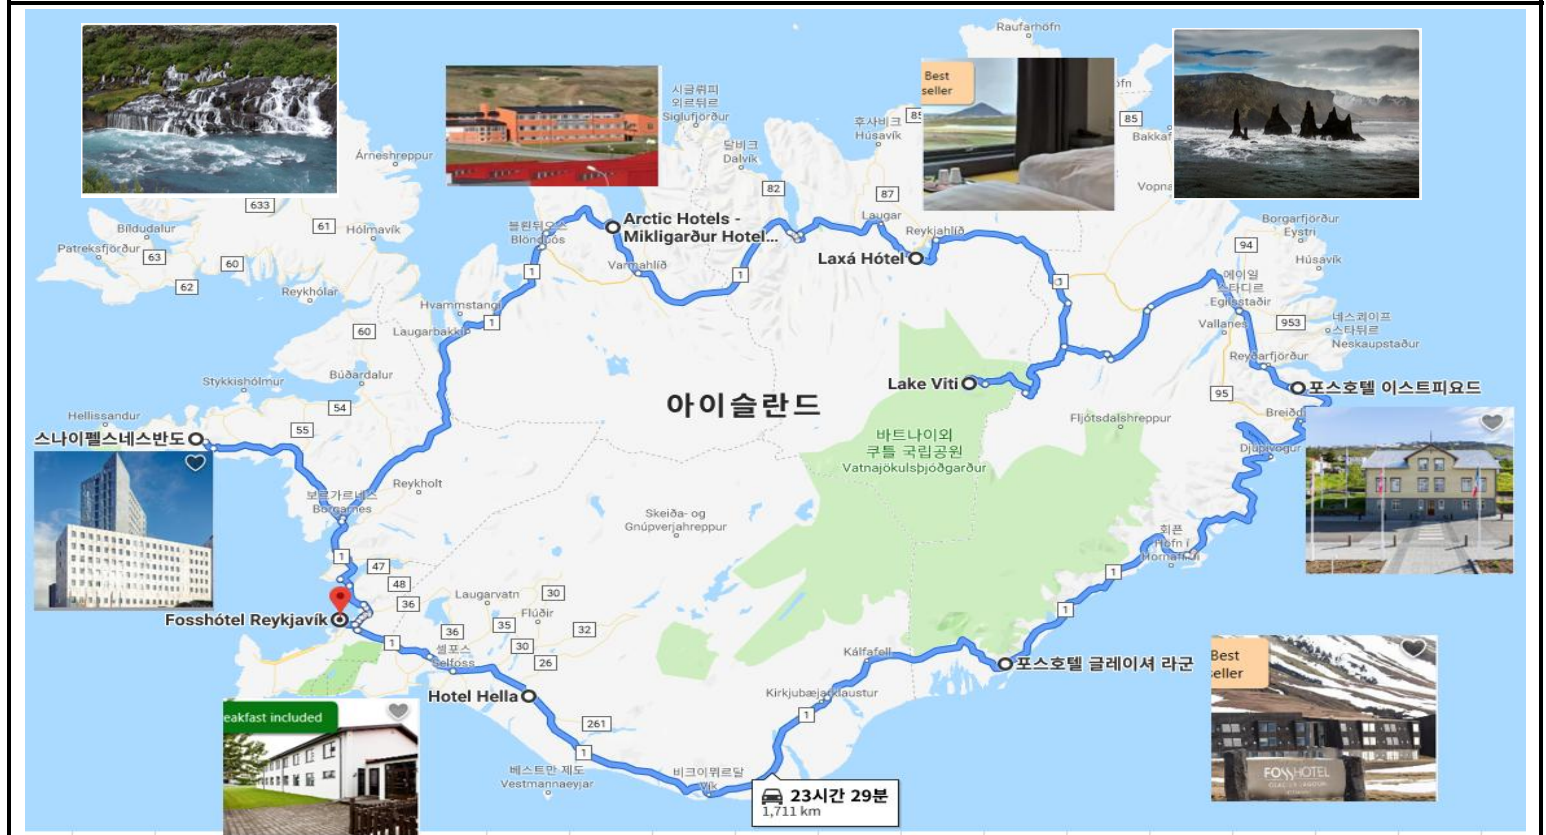 Raufarhöfn
Best
seller
시글뤼피
외르뒤르
Siglufjörður
후사비크
Húsavík
85
85
Bakkaf
Árneshreppur
달비크
Dalvík
82
87
Vopna
633
61
Hólmavík
Bíldudalur
Patreksfjörður
63
60
62
Reykhólar
Blönduós
Arctic Hotels -
Mikligarður Hotel...
Varmahlíð
1
1
Laugar
Reykjahlíð
Laxá Hótel
Borgarfjörður
Eystri
94
Húsavík
에이일
스타디르
Egilsstaðir
Vallanes
953
네스쾨이프
스타뒤르
Neskaupstaður
Hvammstangi
1
Laugarbakki
60
Reyðarfjörður
Lake Viti
포스호텔 이스트피요드
95
Breiðd
Búðardalur
Stykkishólmur
54
55
Hellissandur
스나이펠스네스반도
아이슬란드
Fljótsdalshreppur
바트나이외
쿠틀 국립공원
Vatnajökulsþjóðgarður
Djúpivogur
Reykholt
보르가르네스
Borgarnes
Skeiða- og
Gnúpverjahreppur
회픈
Höfn í
Hornafirði
1
1
1
47
48
36
Laugarvatn
30
Flúðir
Fosshótel Reykjavík
1
36
35
32
30
26
셀포스
Selfoss
Hotel Hella
Kálfafell
포스호텔 글레이셔 라군
Kirkjubæjarklaustur
1
261
1
베스트만 제도
Vestmannaeyjar
비크이뮈르달
Vík
23시간 29분
1,711 km
eakfast included
Best
eller
FOSSHOTEL
GLACIER LAGOON